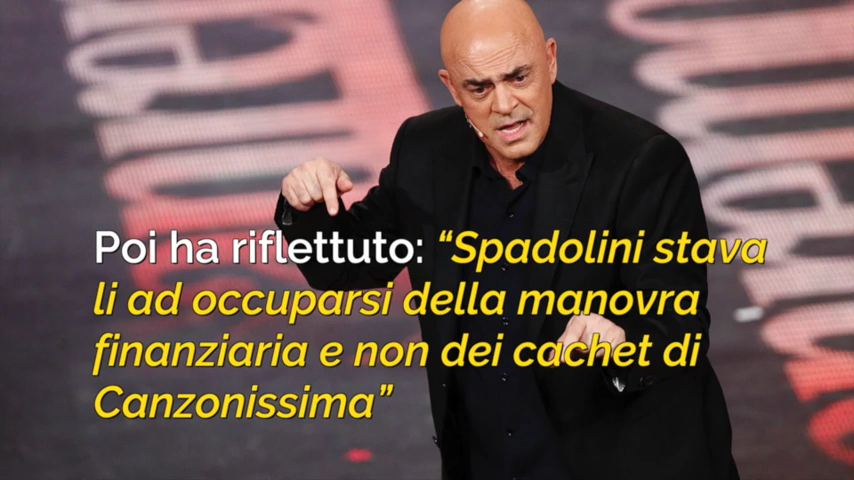 Poi ha riflettuto: “Spadolini stava
li ad occuparsi della manovra
finanziaria e non dei cachet di
Canzonissima”